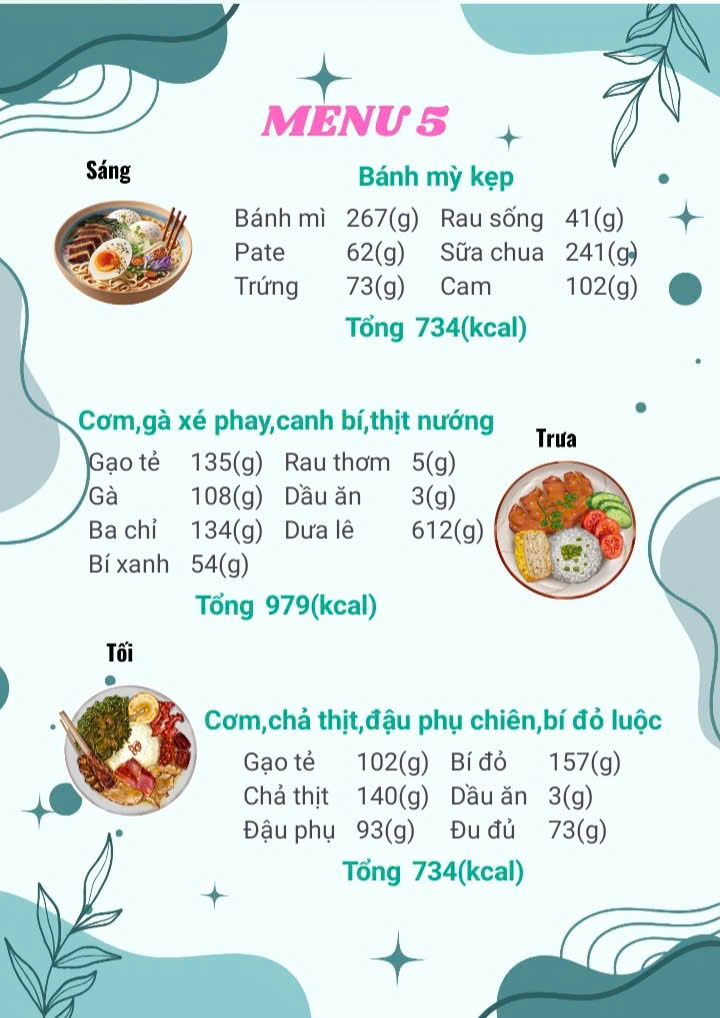 MENU 5
Sáng
Bánh mỳ kẹp
Bánh mì 267(g) Rau sống 41(g)
Pate 62(g) Sữa chua 241(g)
Trứng 73(g) Cam 102(g)
Tổng 734(kcal)
Cơm,gà xé phay,canh bí,thịt nướng
Trưa
Gạo tẻ 135(g) Rau thơm 5(g)
Gà 108(g) Dầu ăn 3(g)
Ba chỉ 134(g) Dưa lê 612(g)
Bí xanh 54(g)
Tổng 979(kcal)
Tối
Cơm,chả thịt,đậu phụ chiên,bí đỏ luộc
Gạo tẻ 102(g) Bí đỏ 157(g)
Chả thịt 140(g) Dầu ăn 3(g)
Đậu phụ 93(g) Đu đủ 73(g)
Tổng 734(kcal)